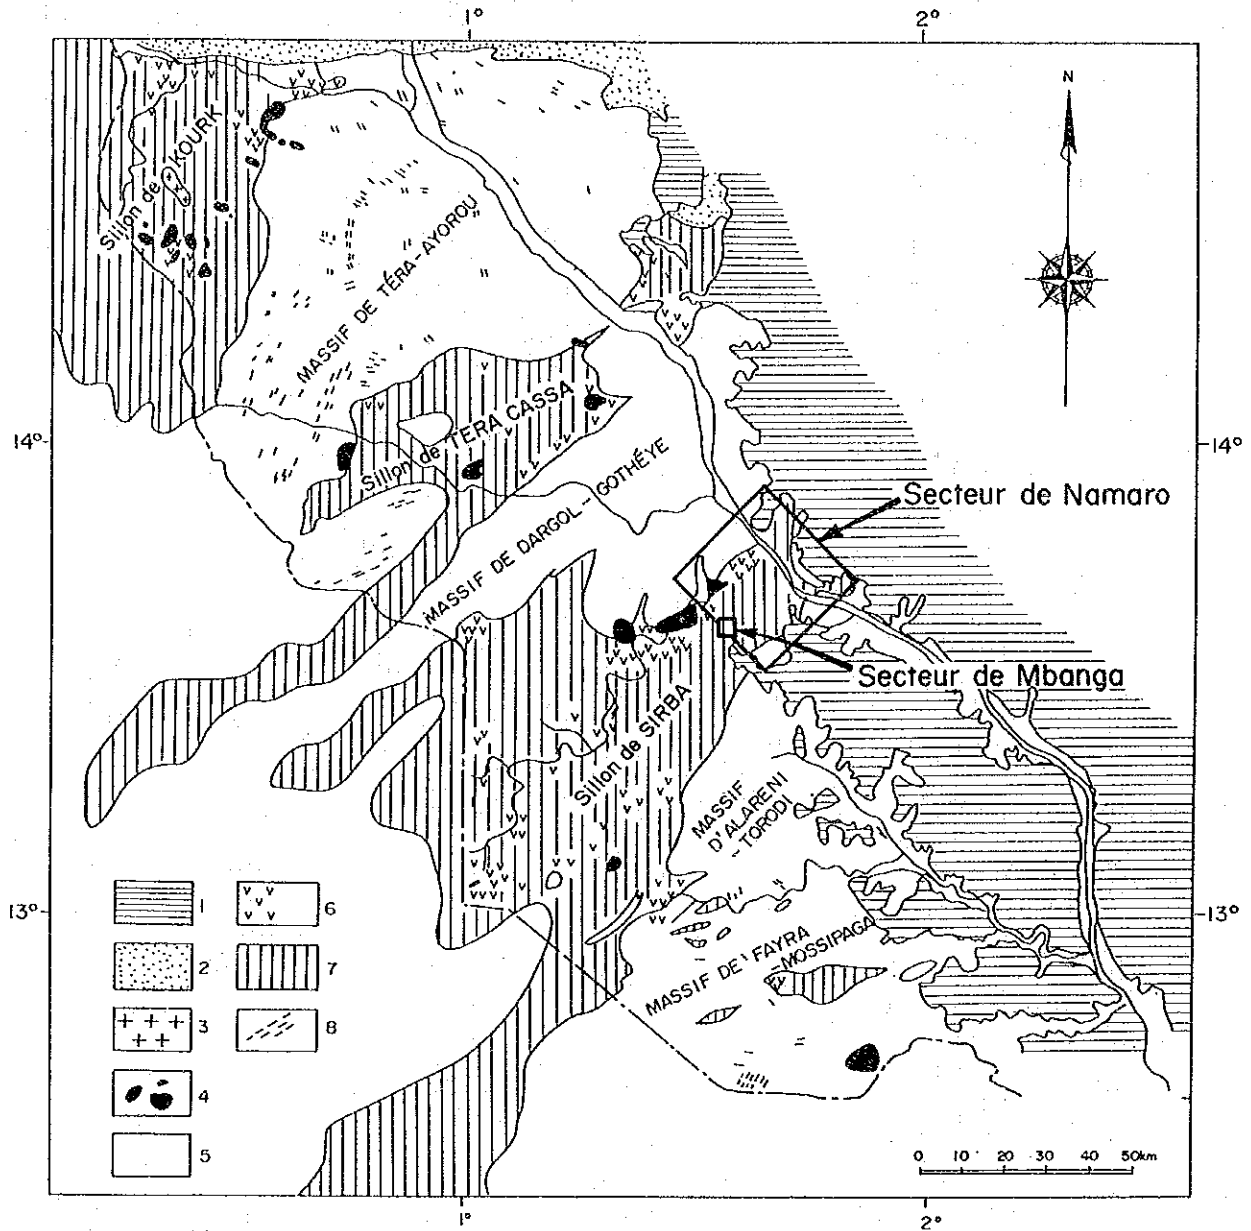 1°
2°
N
Sillon de KOURK
MASSIF DE TÉRA-AYOROU
14°
14°
Sillon de TERA CASSA
MASSIF DE DARGOL-GOTHÉYE
Secteur de Namaro
Secteur de Mbanga
Sillon de SIRBA
MASSIF
D'ALARENI
-TORODI
MASSIF DE FAYRA
-MOSSIPAGA
13°
13°
1
6
2
7
3
8
4
5
0 10 20 30 40 50km
1°
2°